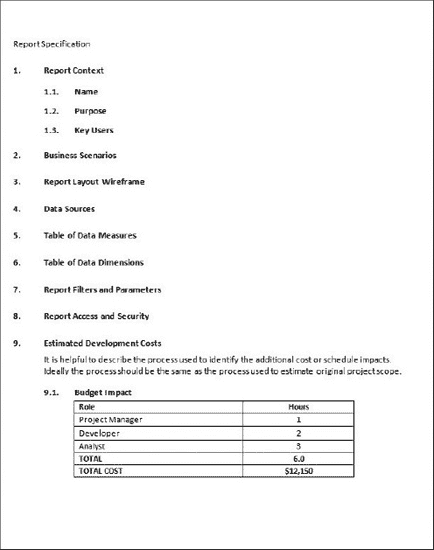 Report Specification
1. Report Context
1.1. Name
1.2. Purpose
1.3. Key Users
2. Business Scenarios
3. Report Layout Wireframe
4. Data Sources
5. Table of Data Measures
6. Table of Data Dimensions
7. Report Filters and Parameters
8. Report Access and Security
9. Estimated Development Costs
It is helpful to describe the process used to identify the additional cost or schedule impacts.
Ideally the process should be the same as the process used to estimate original project scope.
9.1. Budget Impact
Role Hours
Project Manager 1
Developer 2
Analyst 3
TOTAL 6.0
TOTAL COST $12,150